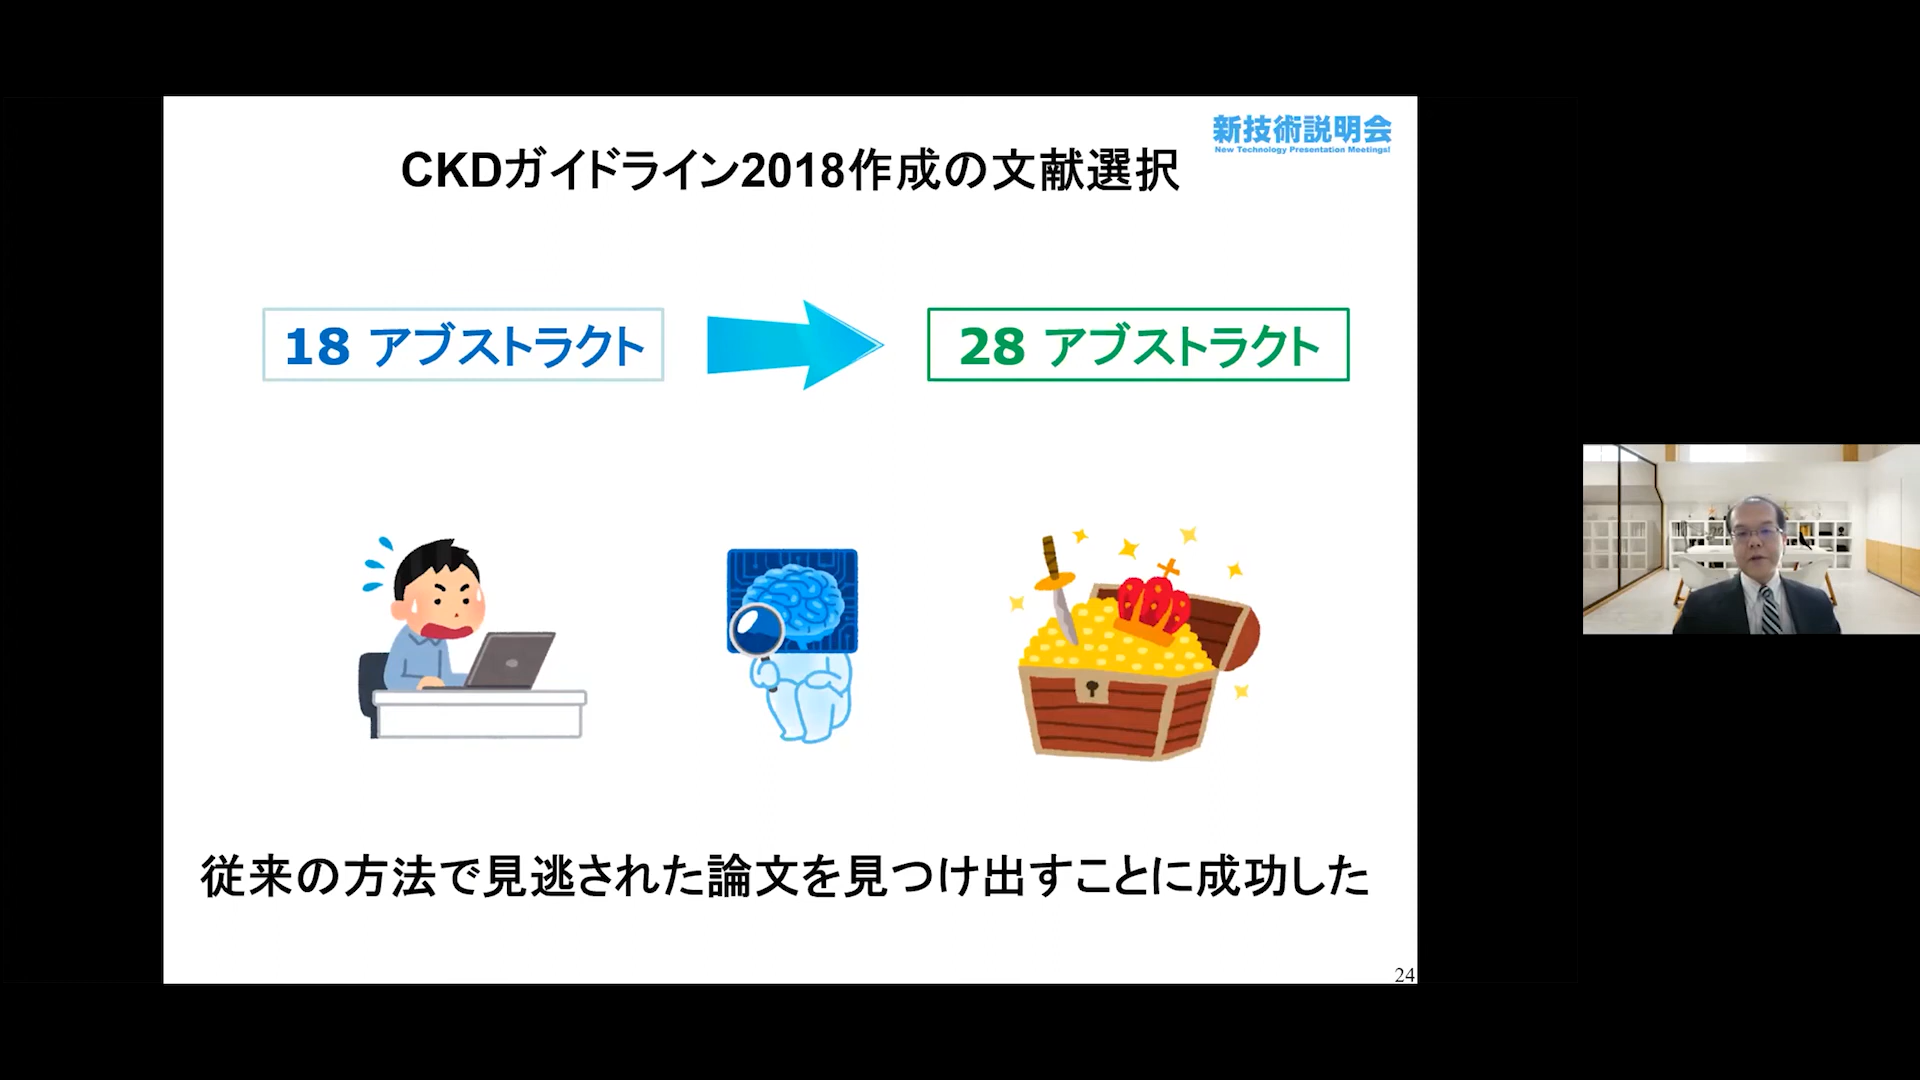 新技術説明会
New Technology Presentation Meetings!
CKDガイドライン2018作成の文献選択
18 アブストラクト
28 アブストラクト
従来の方法で見逃された論文を見つけ出すことに成功した
24